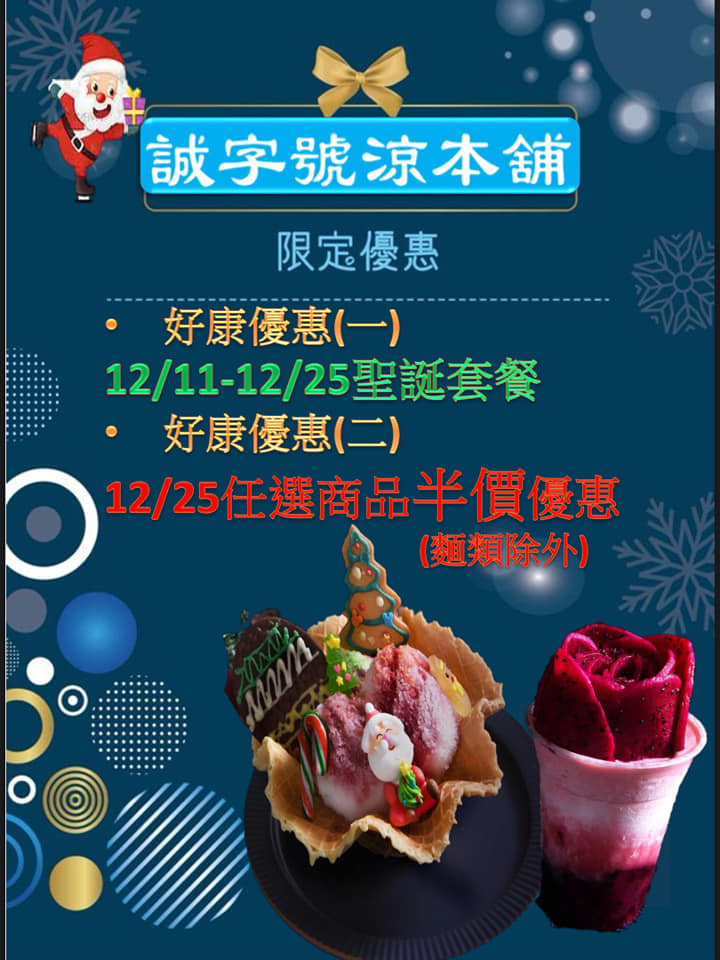 誠字號涼本舖
限定優惠
• 好康優惠(一)
12/11-12/25聖誕套餐
• 好康優惠(二)
12/25任選商品半價優惠
(麵類除外)